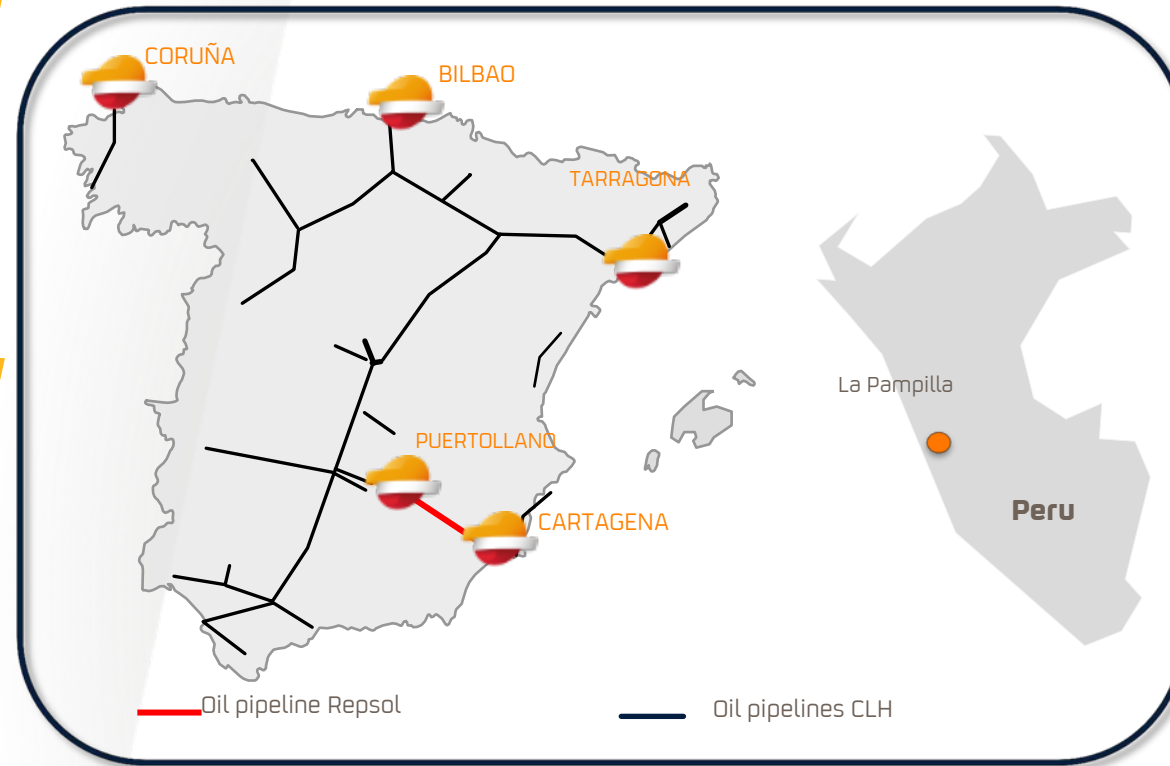 CORUÑA
BILBAO
TARRAGONA
La Pampilla
PUERTOLLANO
Peru
CARTAGENA
Oil pipeline Repsol
Oil pipelines CLH